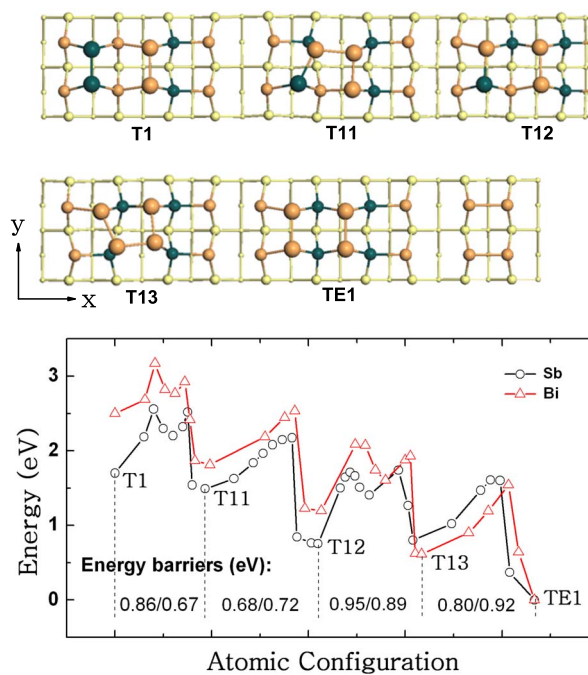 T1 T11 T12
y
x T13 TE1
3
2
1
0
Energy (eV)
Sb
Bi
T1
T11
T12
T13
TE1
Energy barriers (eV):
0.86/0.67 0.68/0.72 0.95/0.89 0.80/0.92
Atomic Configuration